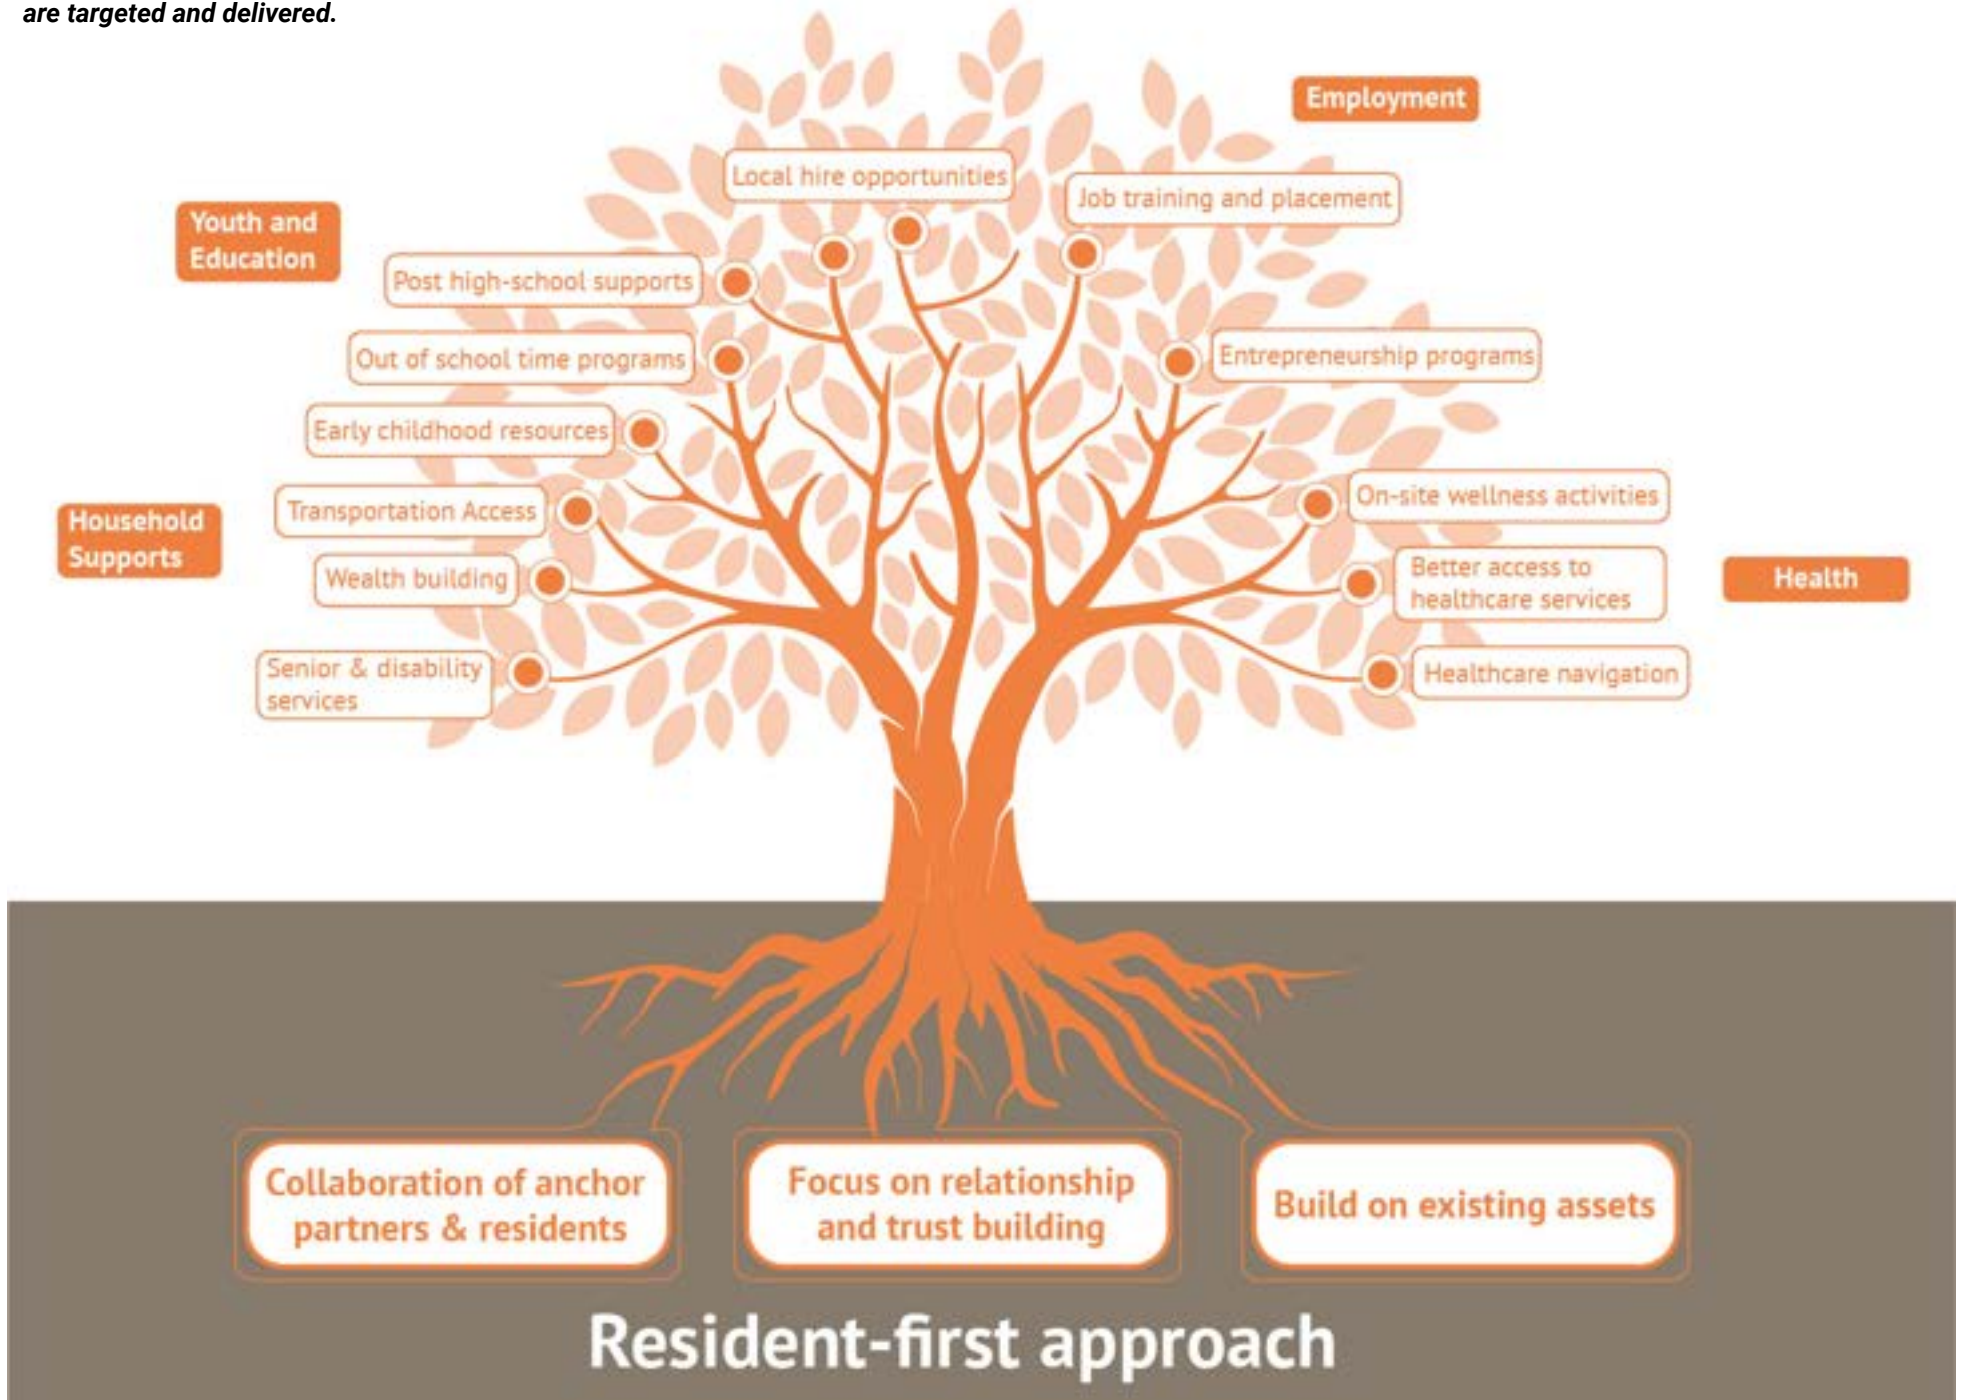 are targeted and delivered.
Employment
Local hire opportunities
Job training and placement
Youth and
Education
Post high-school supports
Out of school time programs
Entrepreneurship programs
Early childhood resources
Household
Supports
Transportation Access
On-site wellness activities
Wealth building
Better access to
healthcare services
Health
Senior & disability
services
Healthcare navigation
Collaboration of anchor
partners & residents
Focus on relationship
and trust building
Build on existing assets
Resident-first approach